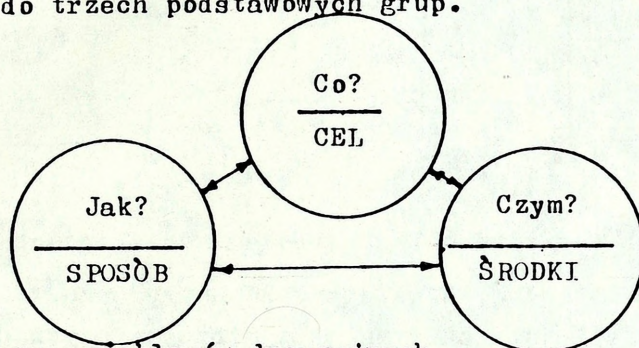 do trzech podstawowych grup.
Co?
CEL
Jak?
SPOSÓB
Czym?
ŚRODKI